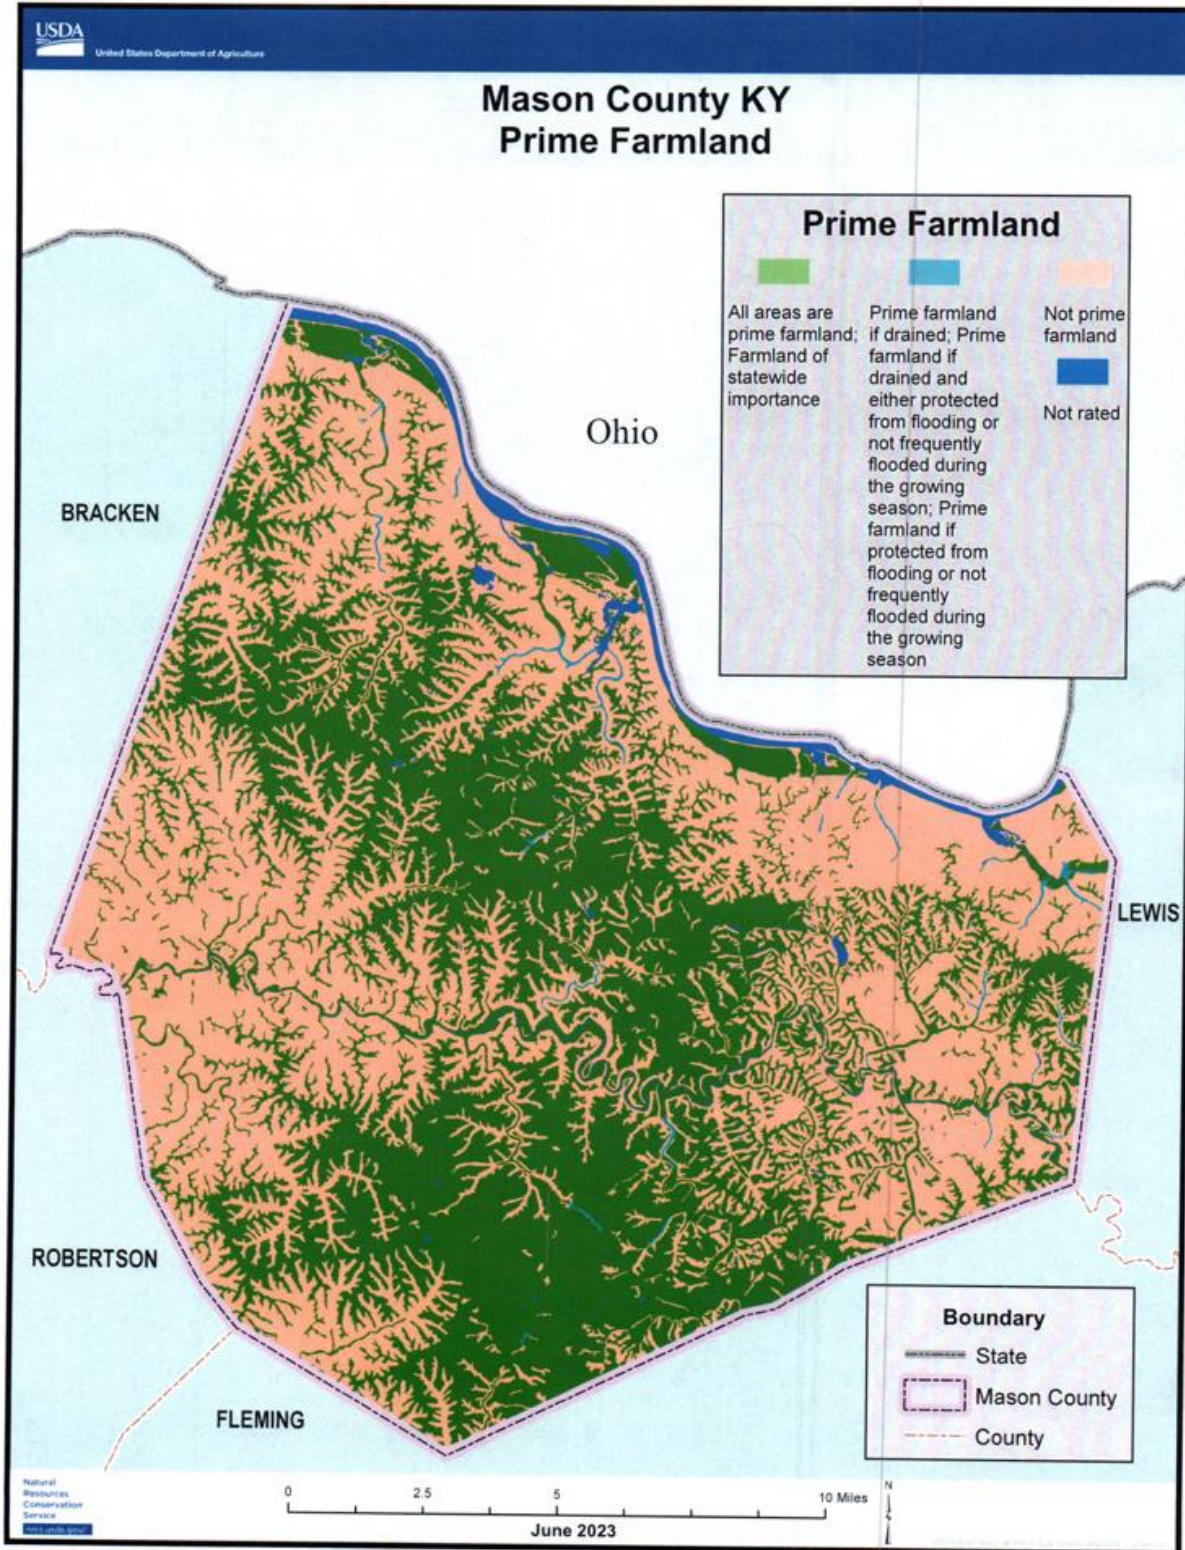 USDA
United States Department of Agriculture
Mason County KY
Prime Farmland
Prime Farmland
All areas are
prime farmland;
Farmland of
statewide
importance
Prime farmland
if drained; Prime
farmland if
drained and
either protected
from flooding or
not frequently
flooded during
the growing
season; Prime
farmland if
protected from
flooding or not
frequently
flooded during
the growing
season
Not prime
farmland
Not rated
Ohio
BRACKEN
LEWIS
ROBERTSON
FLEMING
Boundary
State
Mason County
County
Natural
Resources
Conservation
Service
nrcs.usda.gov/
0 2.5 5 10 Miles
N
June 2023